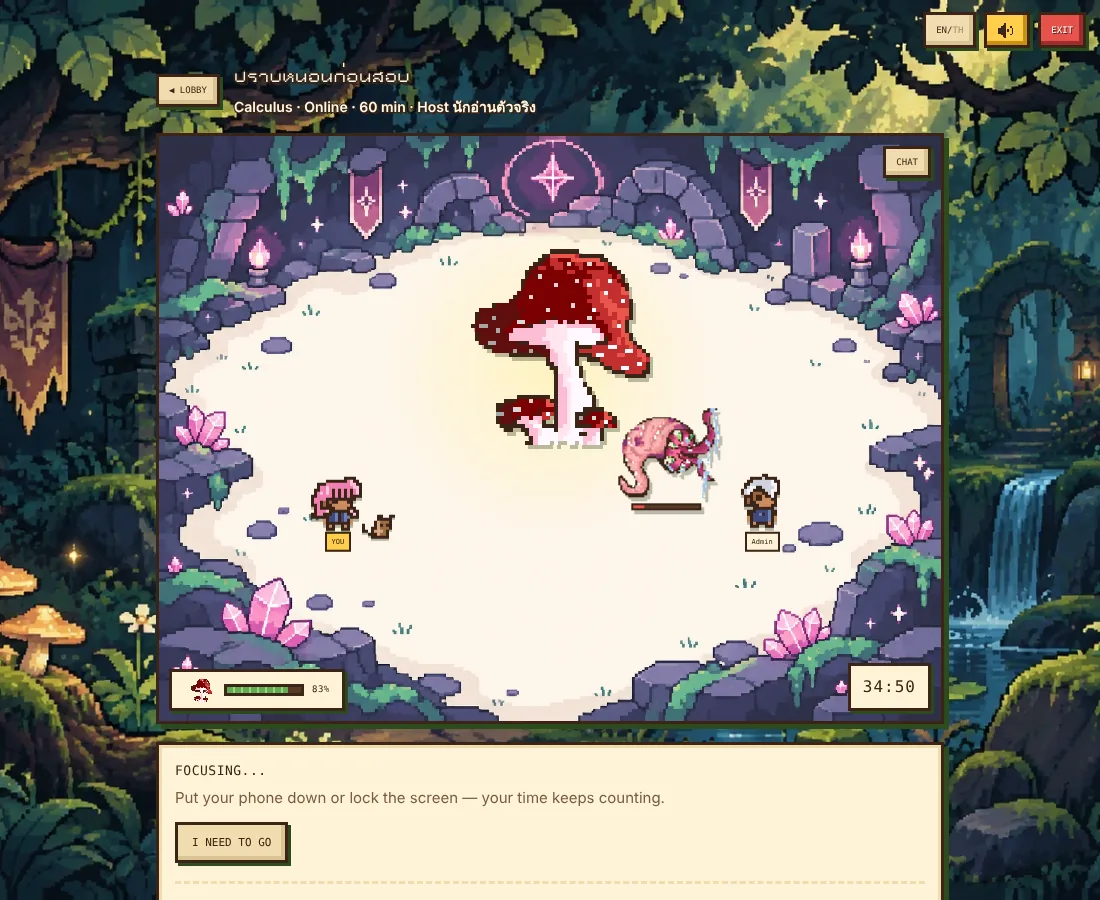 EN/TH
EXIT
◀ LOBBY
ปราบหนอนก่อนสอบ
Calculus · Online · 60 min · Host นักอ่านตัวจริง
CHAT
YOU
Admin
83%
34:50
FOCUSING...
Put your phone down or lock the screen — your time keeps counting.
I NEED TO GO